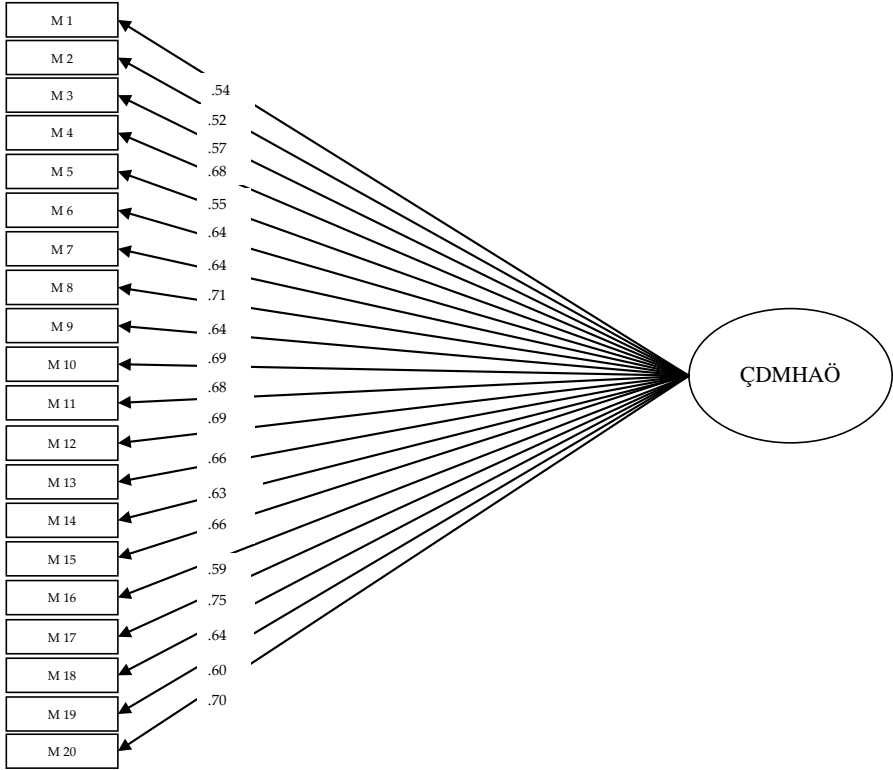 M 1
M 2
M 3
M 4
M 5
M 6
M 7
M 8
M 9
M 10
M 11
M 12
M 13
M 14
M 15
M 16
M 17
M 18
M 19
M 20
.54
.52
.57
.68
.55
.64
.64
.71
.64
.69
.68
.69
.66
.63
.66
.59
.75
.64
.60
.70
ÇDMHAÖ